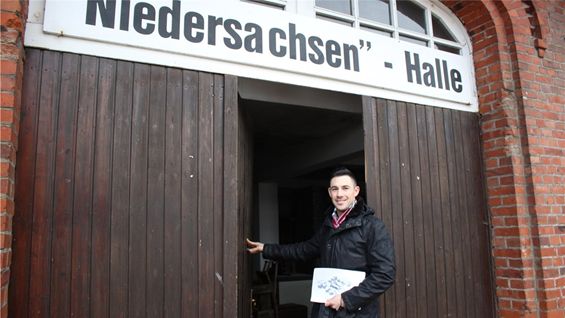 Niedersachsen” - Halle